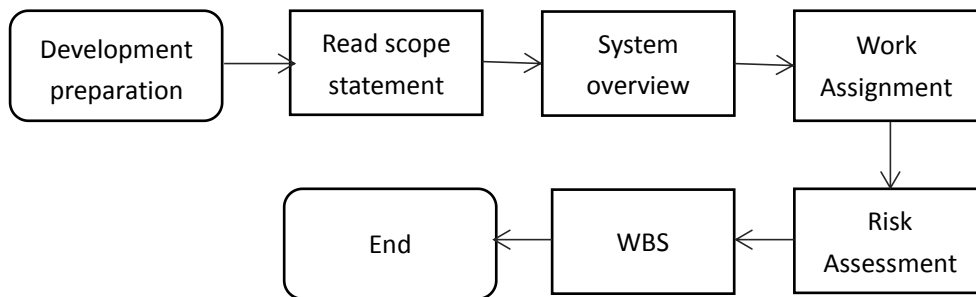 Development
preparation
Read scope
statement
System
overview
Work
Assignment
Risk
Assessment
WBS
End